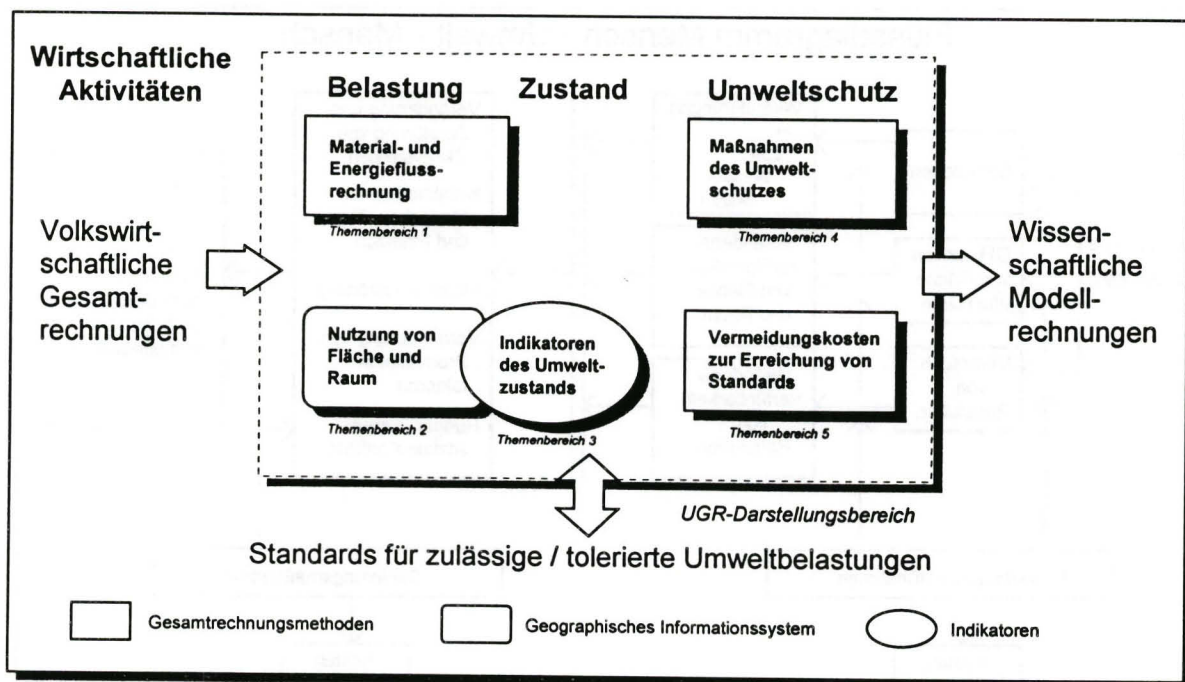 Wirtschaftliche
Aktivitäten
Belastung
Zustand
Umweltschutz
Material- und
Energiefluss-
rechnung
Themenbereich 1
Maßnahmen
des Umwelt-
schutzes
Themenbereich 4
Volkswirt-
schaftliche
Gesamt-
rechnungen
Wissen-
schaftliche
Modell-
rechnungen
Nutzung von
Fläche und
Raum
Themenbereich 2
Indikatoren
des Umwelt-
zustands
Themenbereich 3
Vermeidungskosten
zur Erreichung von
Standards
Themenbereich 5
UGR-Darstellungsbereich
Standards für zulässige / tolerierte Umweltbelastungen
Gesamtrechnungsmethoden
Geographisches Informationssystem
Indikatoren